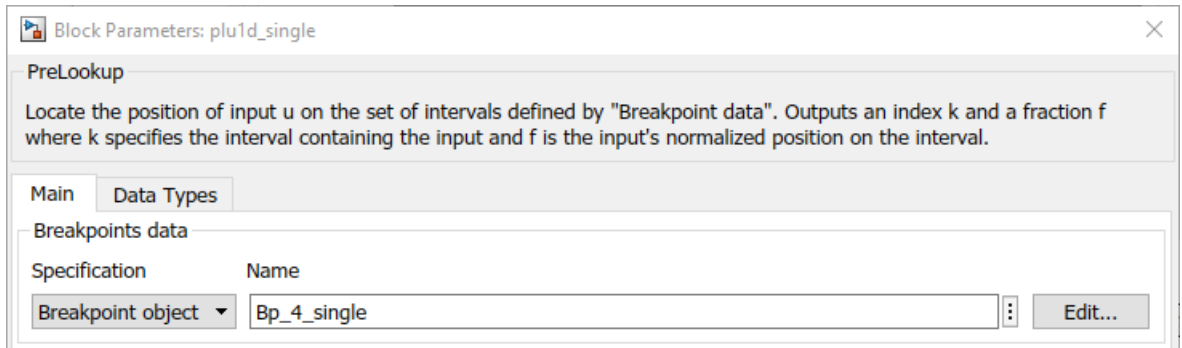 Block Parameters: plu1d_single
PreLookup
Locate the position of input u on the set of intervals defined by "Breakpoint data". Outputs an index k and a fraction f
where k specifies the interval containing the input and f is the input's normalized position on the interval.
Main Data Types
Breakpoints data
Specification Name
Breakpoint object Bp_4_single Edit...